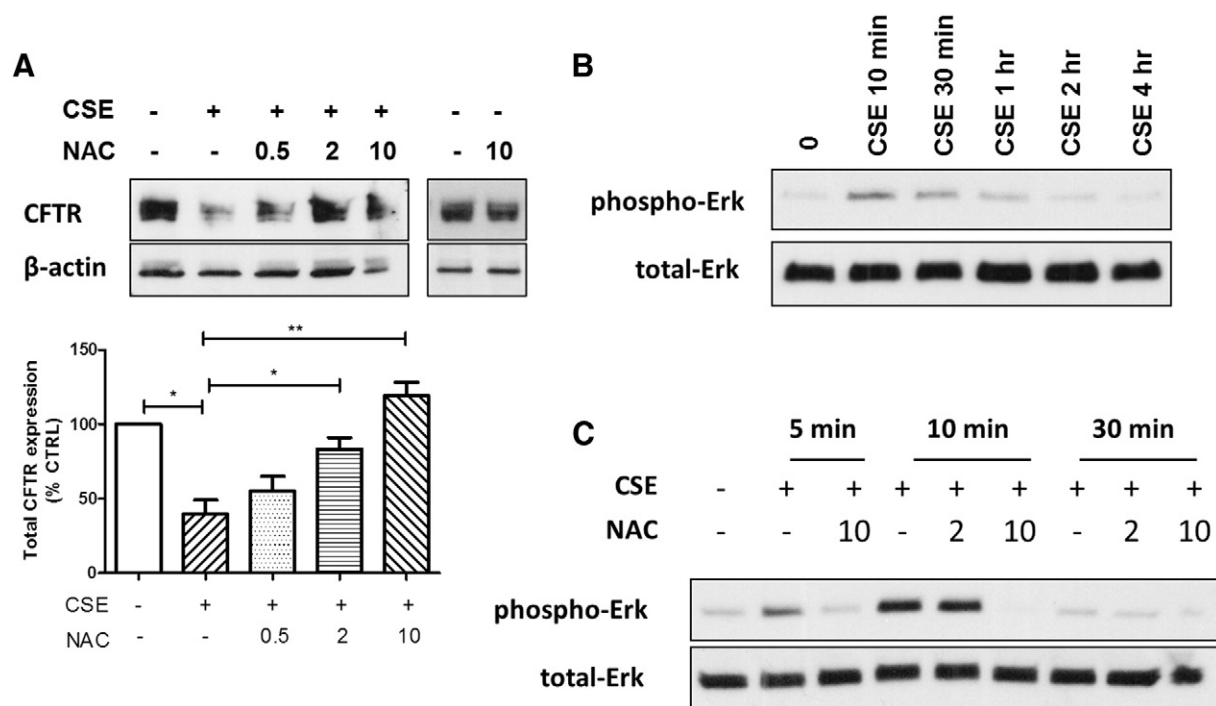 A
CSE - + + + + - -
NAC - - 0.5 2 10 - 10
CFTR
β-actin
** 
* *
150
100
50
0
Total CFTR expression
(% CTRL)
CSE - + + + +
NAC - - 0.5 2 10
B
0 CSE 10 min CSE 30 min CSE 1 hr CSE 2 hr CSE 4 hr
phospho-Erk
total-Erk
C
5 min 10 min 30 min
CSE - + + + + + + + +
NAC - - 10 - 2 10 - 2 10
phospho-Erk
total-Erk